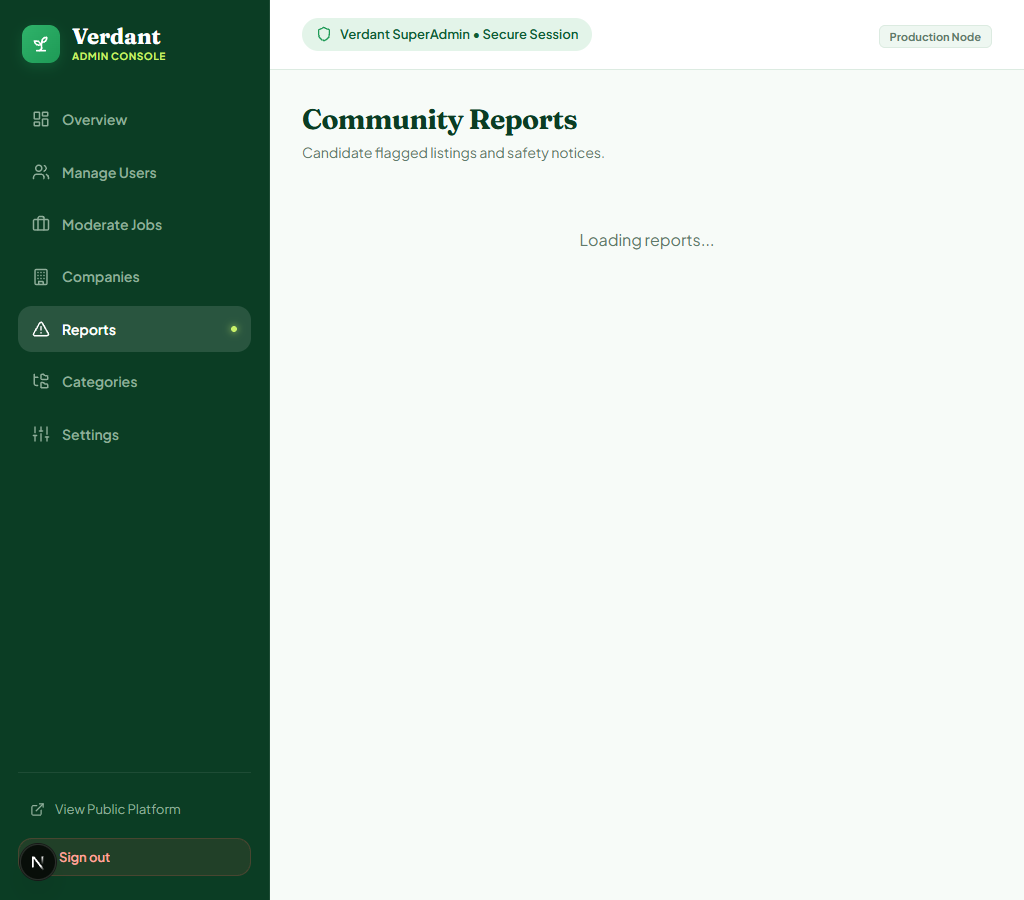 Verdant
ADMIN CONSOLE
Overview
Manage Users
Moderate Jobs
Companies
Reports
Categories
Settings
View Public Platform
N
Sign out
Verdant SuperAdmin • Secure Session
Production Node
Community Reports
Candidate flagged listings and safety notices.
Loading reports...